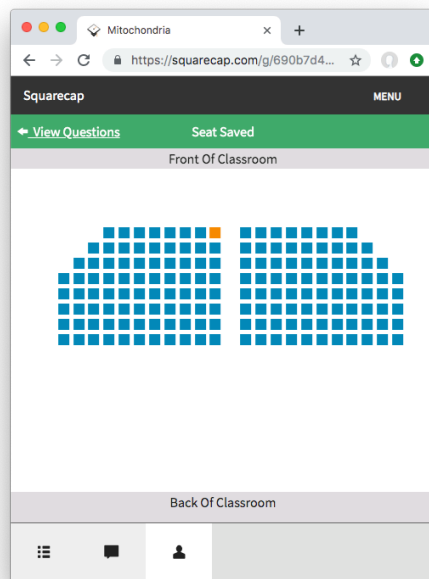 Mitochondria
https://squarecap.com/g/690b7d4...
Squarecap
MENU
View Questions
Seat Saved
Front Of Classroom
Back Of Classroom